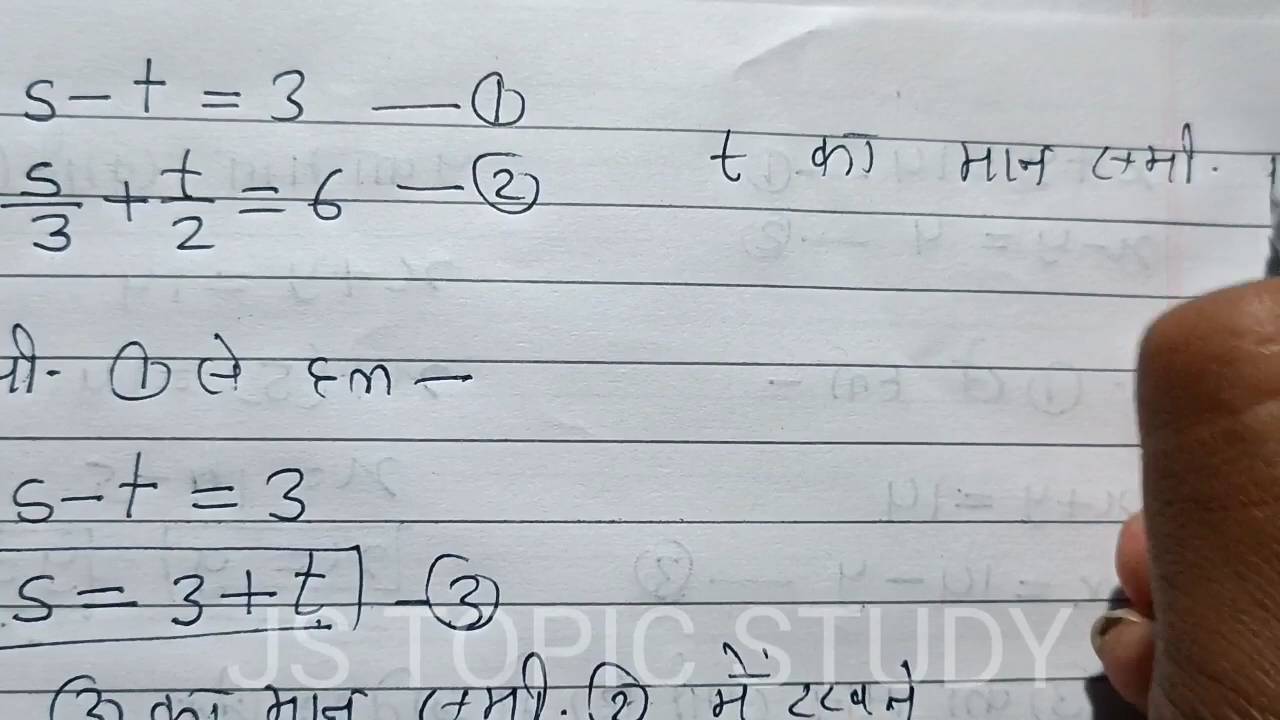 s - t = 3 — ①
s/3 + t/2 = 6 — ②
① से हम —
s - t = 3
s = 3 + t — ③
③ का मान समी. ② में रखने
t का मान समी.
JS TOPIC STUDY